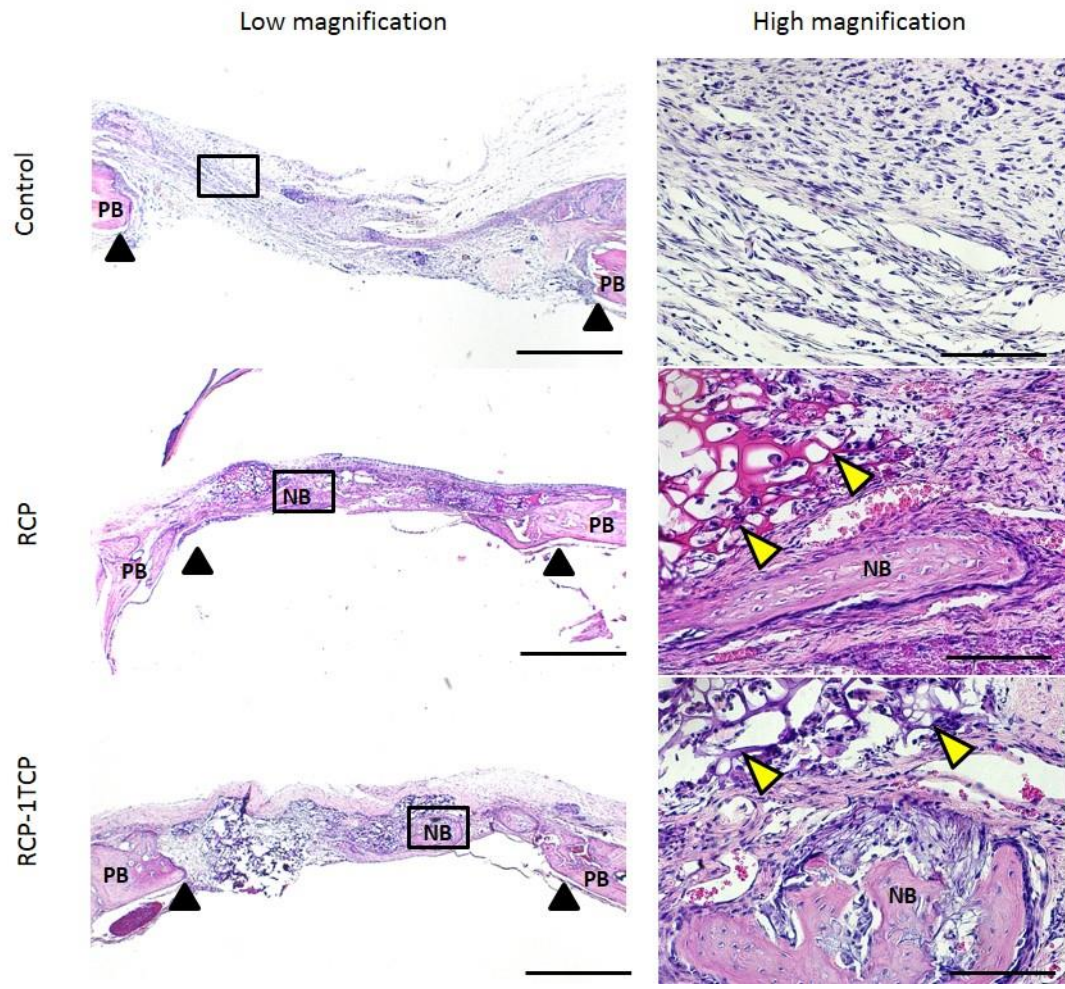 Low magnification
High magnification
Control
PB
PB
RCP
NB
PB
PB
NB
RCP-1TCP
NB
PB
PB
NB